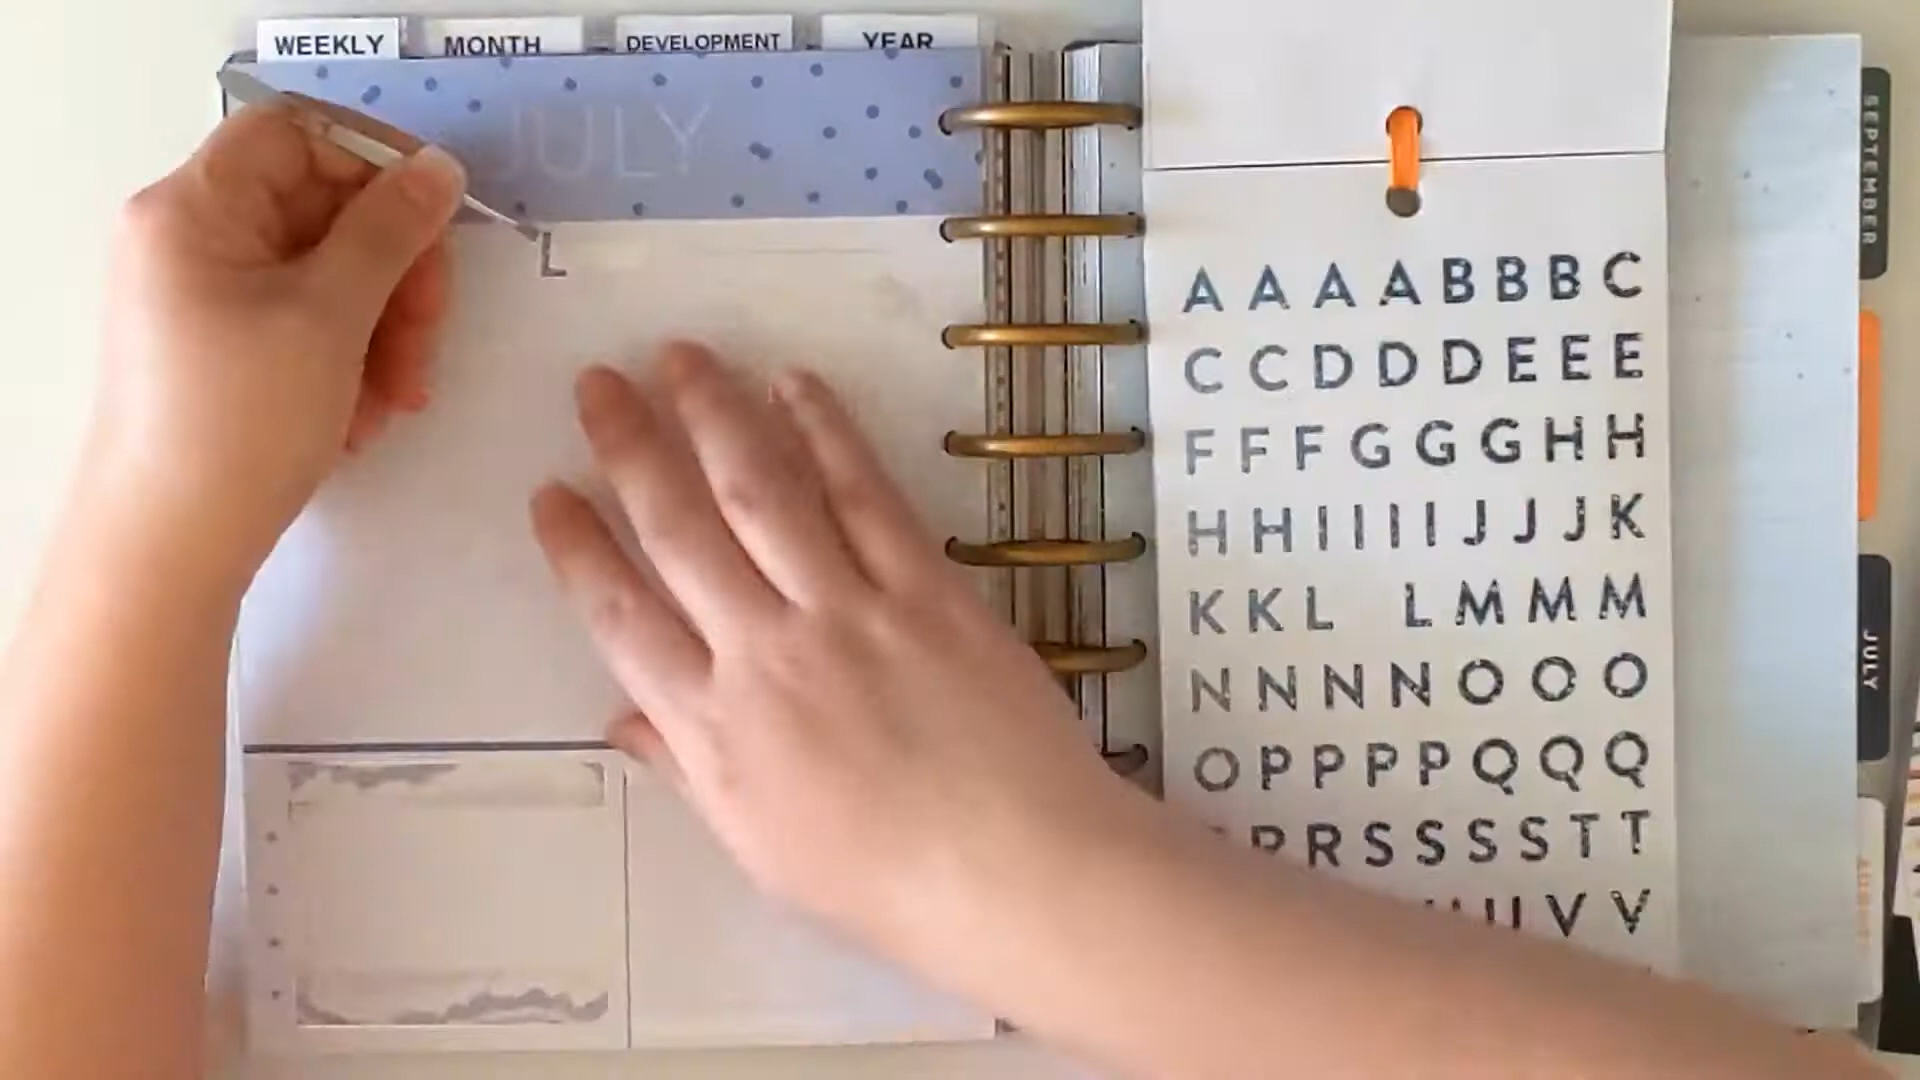 WEEKLY MONTH DEVELOPMENT YEAR
JULY
L
A A A A B B B C
C C D D D E E E
F F F G G G H H
H H I I I I J J J K
K K L L M M M
N N N N O O O
O P P P P Q Q Q
R R S S S S T T
U U V V
SEPTEMBER
JULY